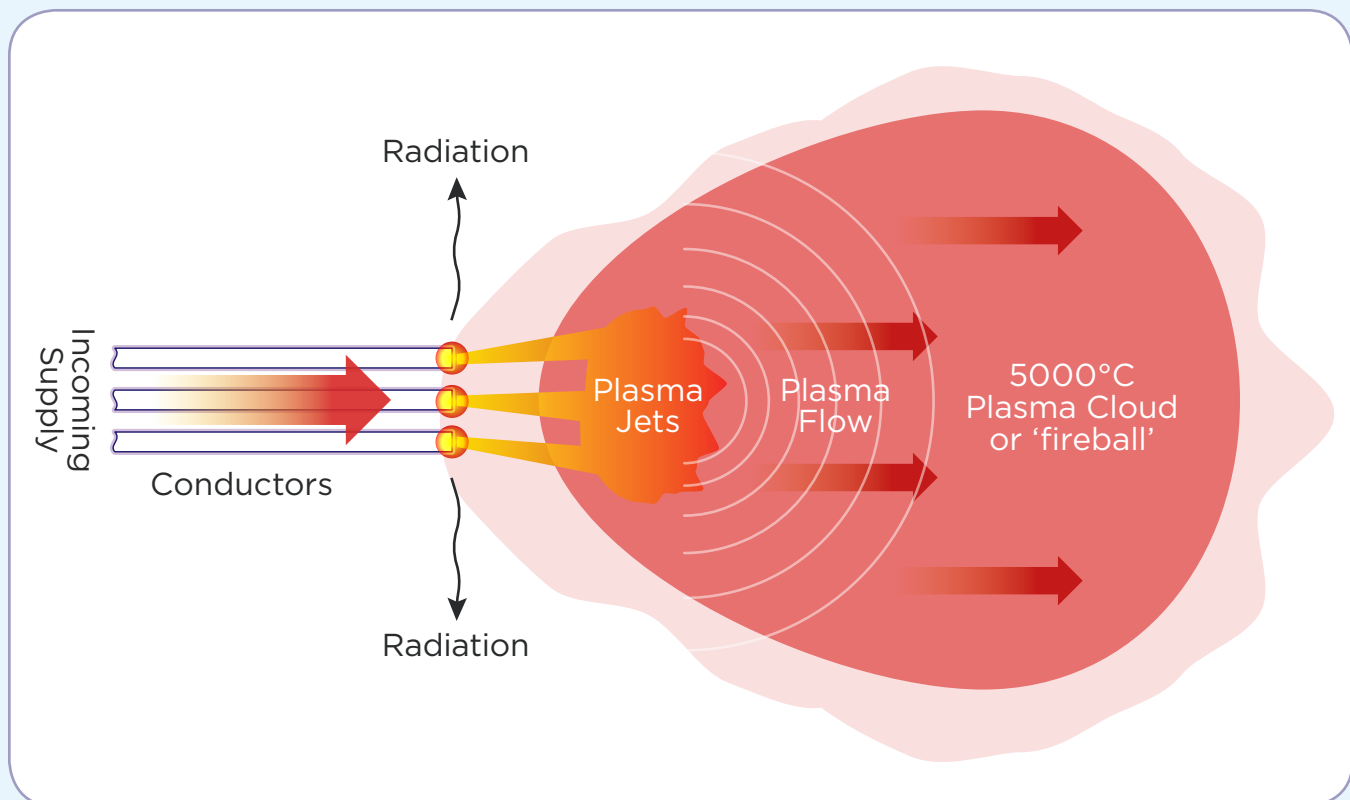 Radiation
Incoming
Supply
Conductors
Plasma
Jets
Plasma
Flow
5000°C
Plasma Cloud
or ‘fireball’
Radiation